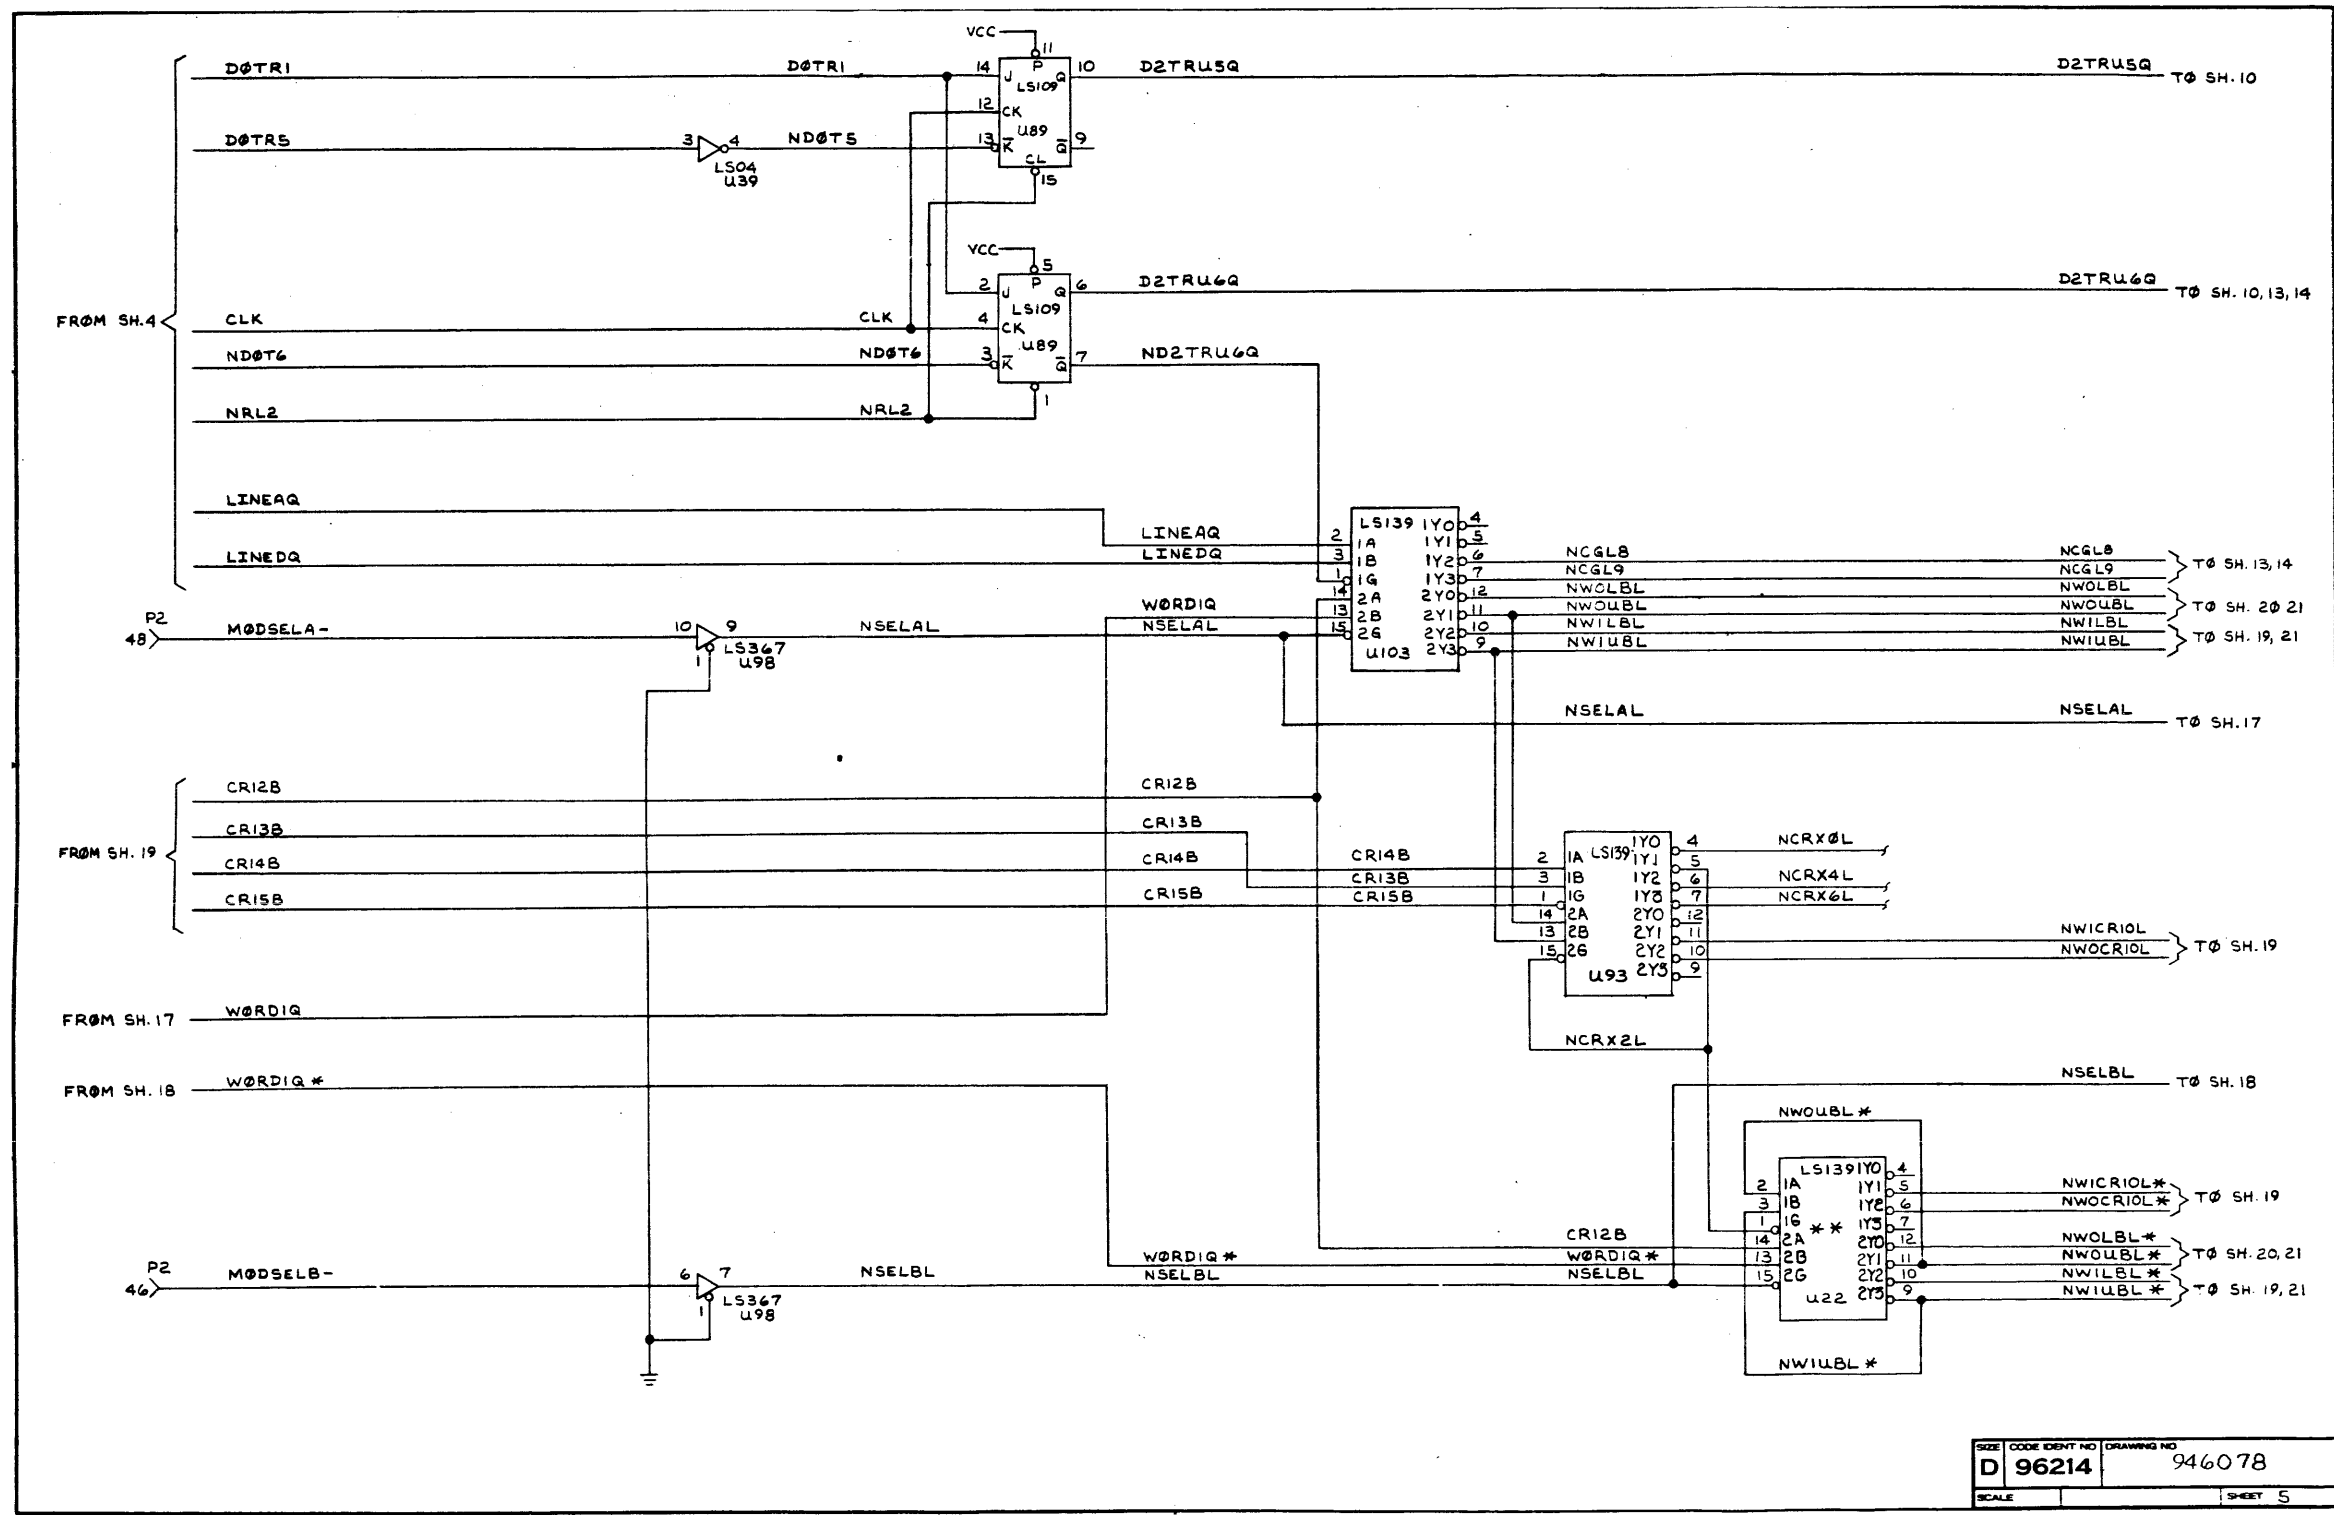 VCC
11
DØTR1
DØTR1
14
J
P
Q
10
D2TRU5Q
D2TRU5Q
TØ SH.10
LS109
12
CK
U89
DØTR5
3
4
NDØT5
13
K̅
Q̅
9
CL
15
LS04
U39
VCC
5
2
J
P
Q
6
D2TRU6Q
D2TRU6Q
TØ SH. 10,13,14
LS109
FRØM SH.4
CLK
CLK
4
CK
U89
NDØT6
NDØT6
3
K̅
Q̅
7
ND2TRU6Q
NRL2
NRL2
1
LINEAQ
LINEAQ
LINEDQ
LINEDQ
2
3
1
14
13
15
LS139
1A
1B
1G
2A
2B
2G
U103
1Y0
1Y1
1Y2
1Y3
2Y0
2Y1
2Y2
2Y3
4
5
6
7
12
11
10
9
NCGL8
NCGL9
NWOLBL
NWOUBL
NWILBL
NWIUBL
NCGL8
NCGL9
NWOLBL
NWOUBL
NWILBL
NWIUBL
TØ SH.13,14
TØ SH. 20 21
TØ SH. 19, 21
P2
48
MØDSELA-
10
9
1
LS367
U98
NSELAL
WØRDIQ
NSELAL
NSELAL
NSELAL
TØ SH.17
FRØM SH. 19
CR12B
CR13B
CR14B
CR15B
CR12B
CR13B
CR14B
CR15B
CR14B
CR13B
CR15B
2
3
1
14
13
15
1A
1B
1G
2A
2B
2G
LS139
U93
1Y0
1Y1
1Y2
1Y3
2Y0
2Y1
2Y2
2Y3
4
5
6
7
12
11
10
9
NCRXØL
NCRX4L
NCRX6L
NWICRIOL
NWOCRIOL
TØ SH.19
NCRX2L
FRØM SH.17
WØRDIQ
FRØM SH. 18
WØRDIQ *
NSELBL
TØ SH. 18
NWOUBL *
CR12B
WØRDIQ *
NSELBL
WØRDIQ *
NSELBL
2
3
1
14
13
15
LS139
1A
1B
1G
2A
2B
2G
* *
U22
1Y0
1Y1
1Y2
1Y3
2Y0
2Y1
2Y2
2Y3
4
5
6
7
12
11
10
9
NWICRIOL*
NWOCRIOL*
TØ SH.19
NWOLBL*
NWOUBL*
TØ SH.20,21
NWILBL*
NWIUBL*
TØ SH. 19, 21
P2
46
MØDSELB-
6
7
1
LS367
U98
NSELBL
NWIUBL *
SIZE
D
CODE IDENT NO
96214
DRAWING NO
946078
SCALE
SHEET 5